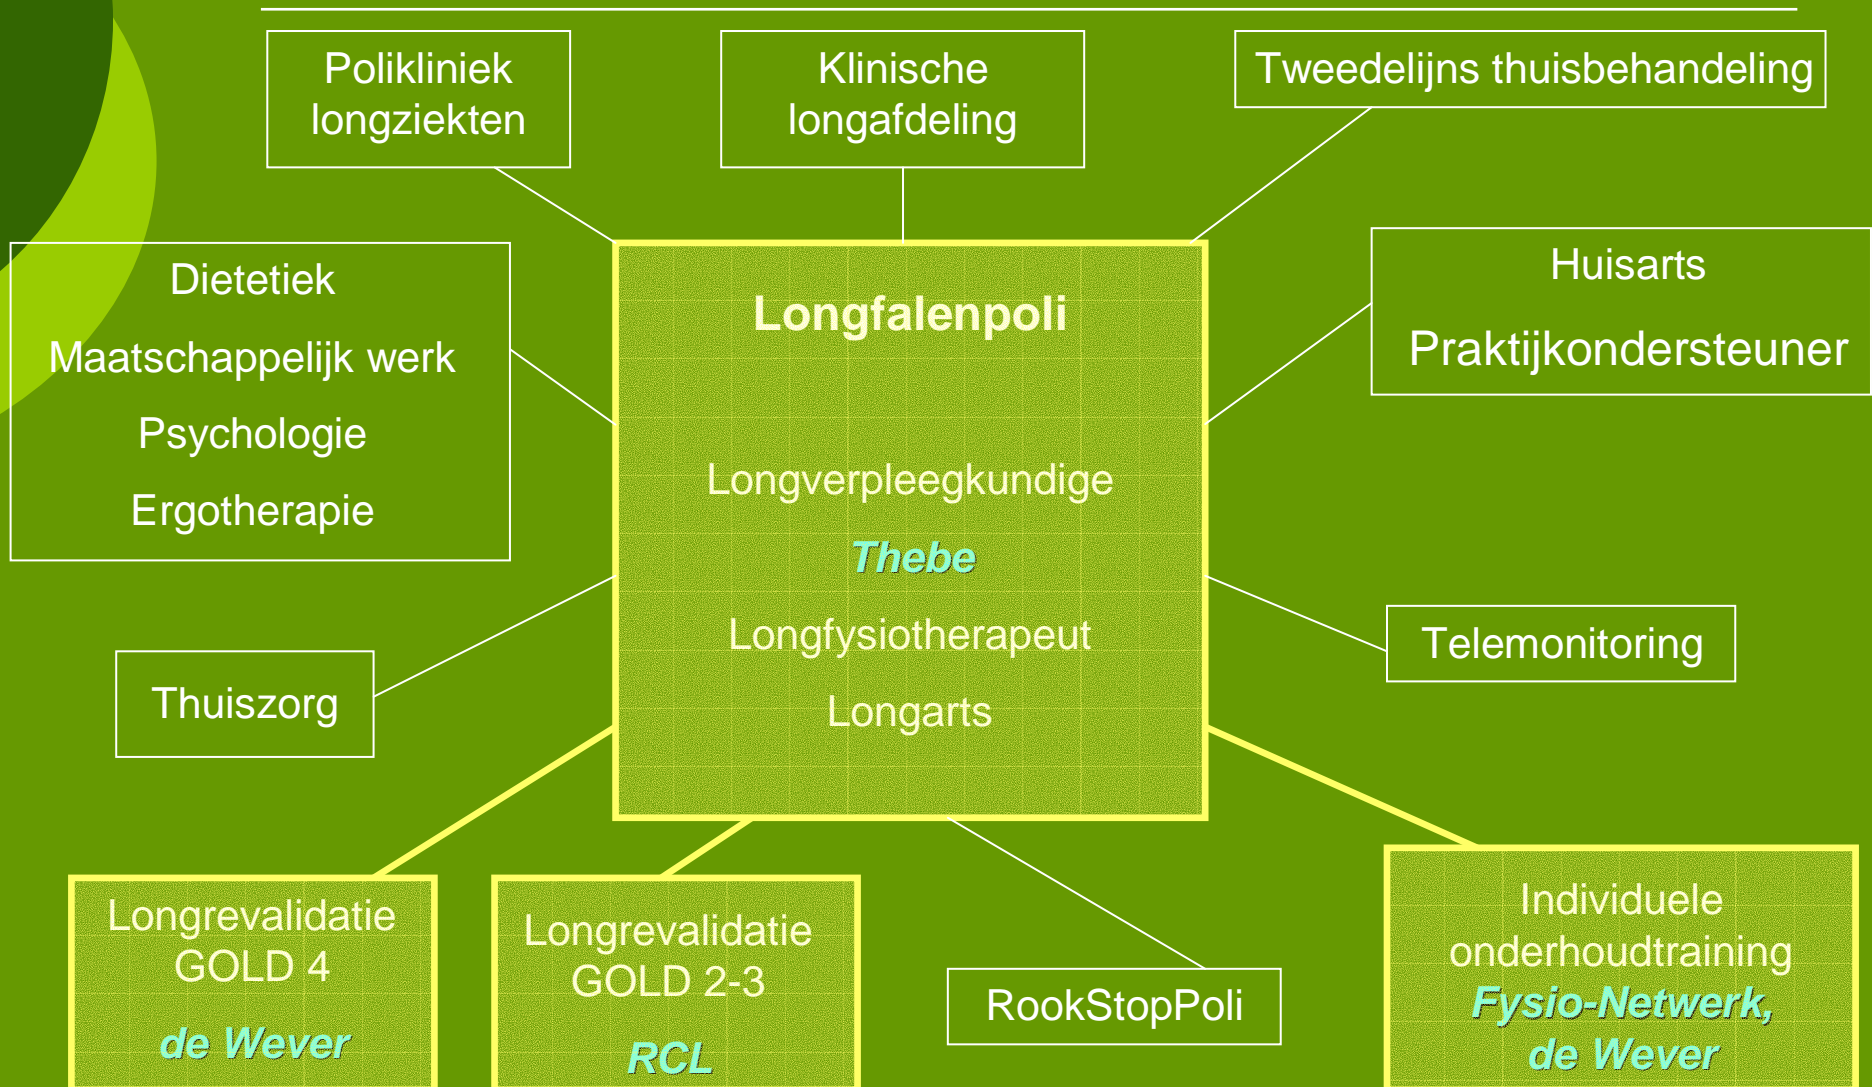 Polikliniek
longziekten
Klinische
longafdeling
Tweedelijns thuisbehandeling
Dietetiek
Maatschappelijk werk
Psychologie
Ergotherapie
Longfalenpoli
Longverpleegkundige
Thebe
Longfysiotherapeut
Longarts
Huisarts
Praktijkondersteuner
Thuiszorg
Telemonitoring
Longrevalidatie
GOLD 4
de Wever
Longrevalidatie
GOLD 2-3
RCL
RookStopPoli
Individuele
onderhoudtraining
Fysio-Netwerk,
de Wever